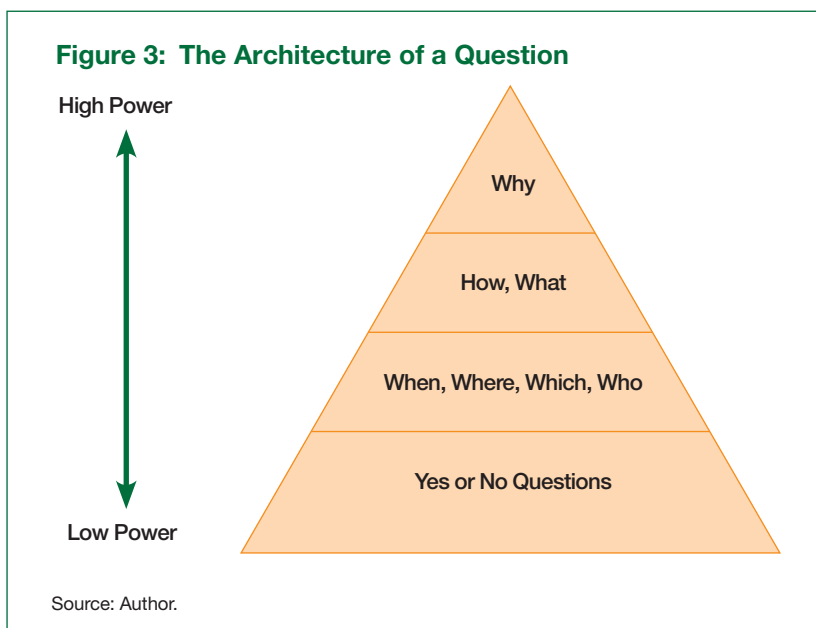 Figure 3: The Architecture of a Question
High Power
Why
How, What
When, Where, Which, Who
Yes or No Questions
Low Power
Source: Author.